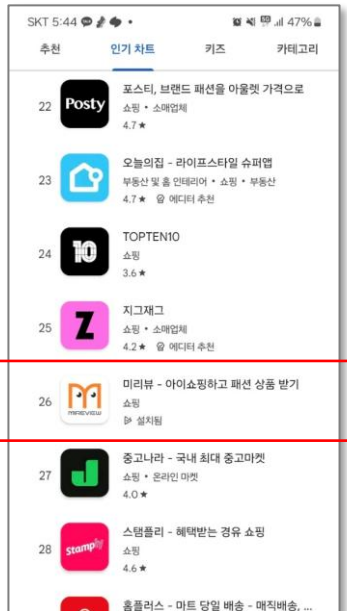 SKT 5:44 47%
추천 인기 차트 키즈 카테고리
22 Posty 포스티, 브랜드 패션을 아울렛 가격으로
쇼핑 • 소매업체
4.7 ★
23 오늘의집 - 라이프스타일 슈퍼앱
부동산 및 홈 인테리어 • 쇼핑 • 부동산
4.7 ★ 에디터 추천
24 10 TOPTEN10
쇼핑
3.6 ★
25 Z 지그재그
쇼핑 • 소매업체
4.2 ★ 에디터 추천
26 MIREVIEW 미리뷰 - 아이쇼핑하고 패션 상품 받기
쇼핑
설치됨
27 중고나라 - 국내 최대 중고마켓
쇼핑 • 온라인 마켓
4.0 ★
28 stamply 스탬플리 - 혜택받는 경유 쇼핑
쇼핑
4.6 ★
홈플러스 - 마트 당일 배송 - 매직배송, ...